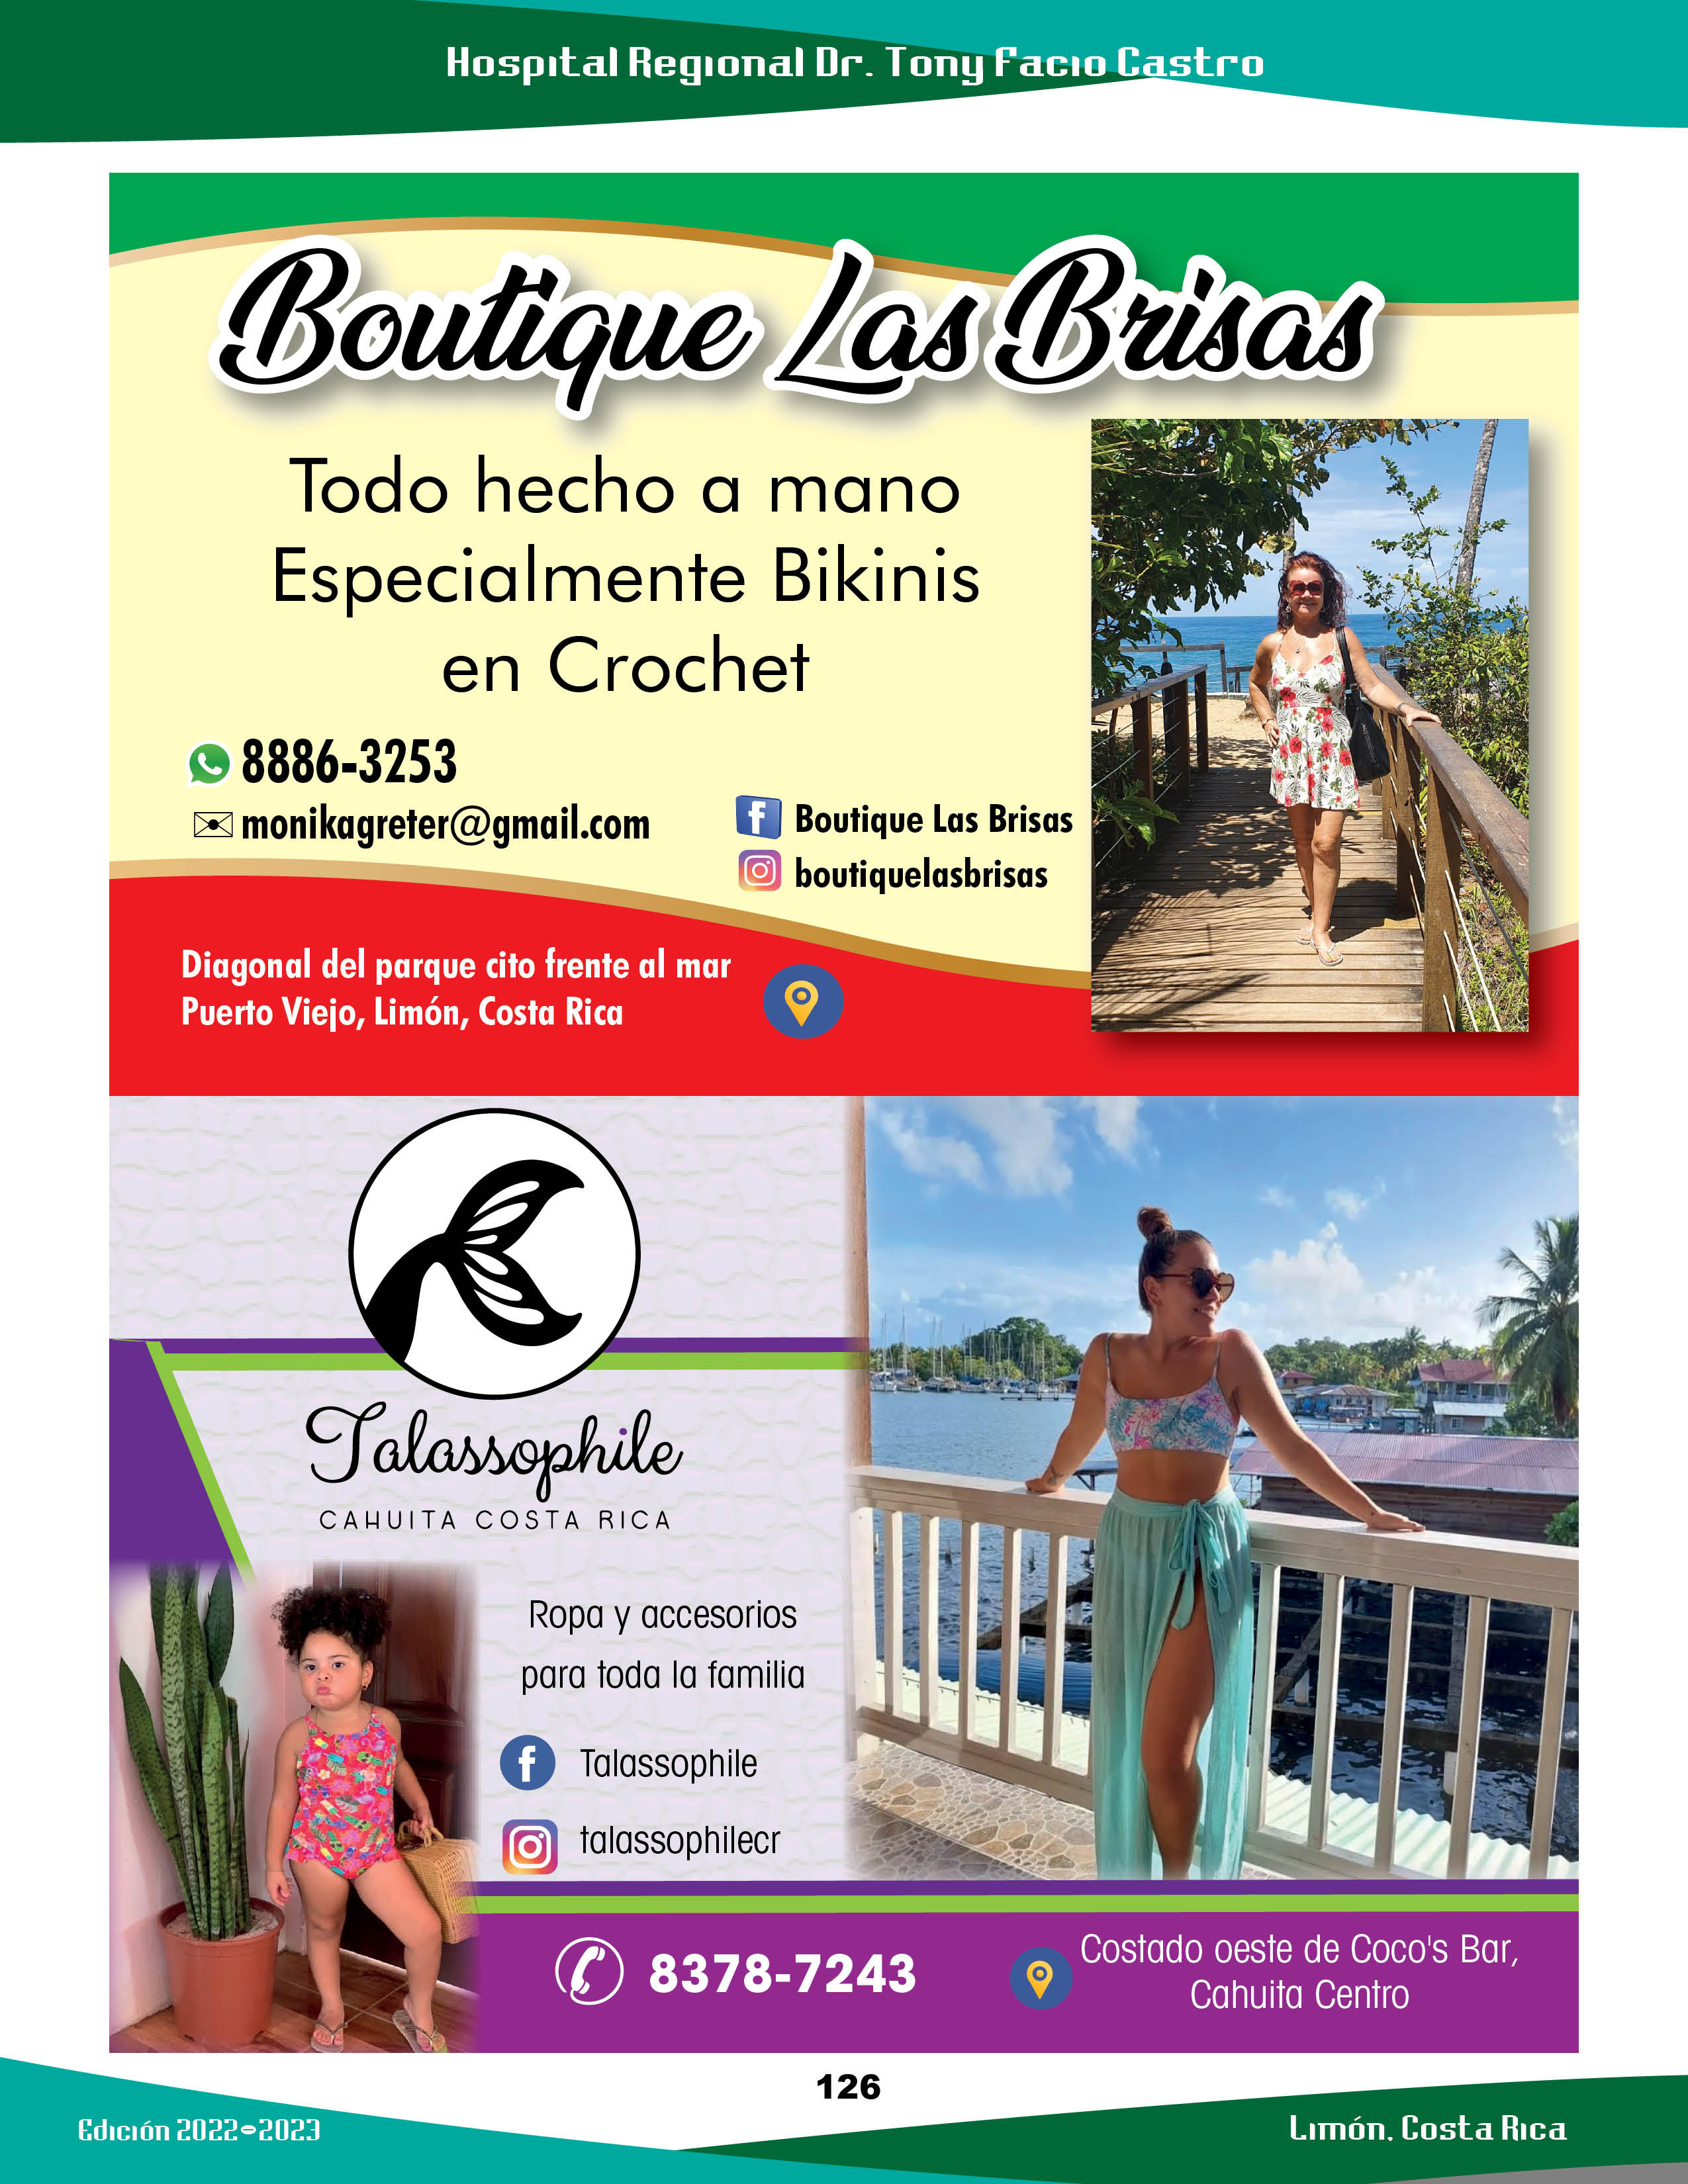 Hospital Regional Dr. Tony Facio Castro
Boutique Las Brisas
Todo hecho a mano
Especialmente Bikinis
en Crochet
8886-3253
monikagreter@gmail.com
Boutique Las Brisas
boutiquelasbrisas
Diagonal del parque cito frente al mar
Puerto Viejo, Limón, Costa Rica
Talassophile
CAHUITA COSTA RICA
Ropa y accesorios
para toda la familia
Talassophile
talassophilecr
8378-7243
Costado oeste de Coco's Bar,
Cahuita Centro
126
Edición 2022-2023
Limón, Costa Rica